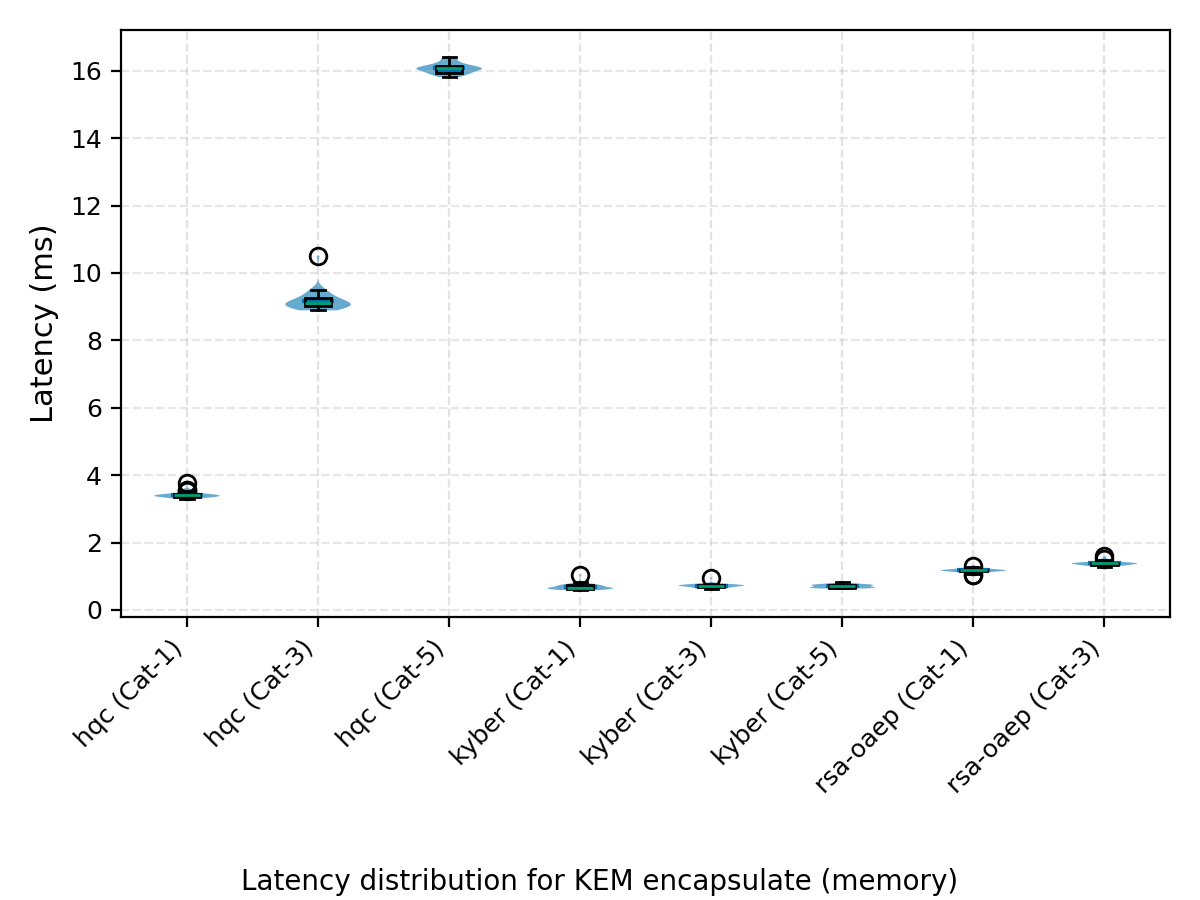 16
14
12
10
8
6
4
2
0
Latency (ms)
hqc (Cat-1)
hqc (Cat-3)
hqc (Cat-5)
kyber (Cat-1)
kyber (Cat-3)
kyber (Cat-5)
rsa-oaep (Cat-1)
rsa-oaep (Cat-3)
Latency distribution for KEM encapsulate (memory)